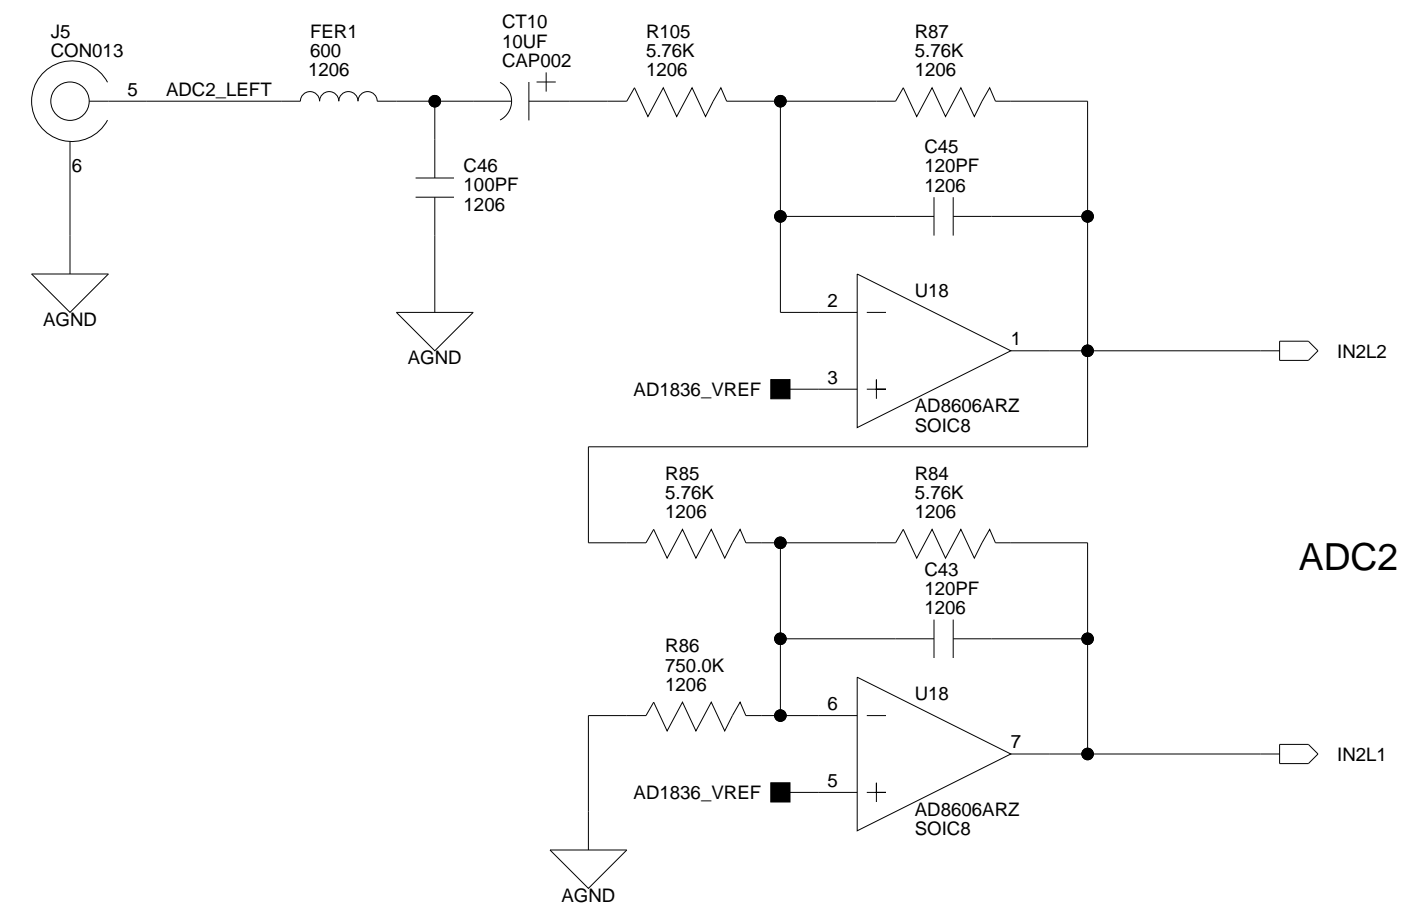 J5
CON013
5
ADC2_LEFT
6
AGND
FER1
600
1206
CT10
10UF
CAP002
C46
100PF
1206
AGND
R105
5.76K
1206
R87
5.76K
1206
C45
120PF
1206
U18
2
1
IN2L2
AD1836_VREF
3
AD8606ARZ
SOIC8
R85
5.76K
1206
R84
5.76K
1206
ADC2
C43
120PF
1206
R86
750.0K
1206
U18
6
7
IN2L1
AD1836_VREF
5
AD8606ARZ
SOIC8
AGND